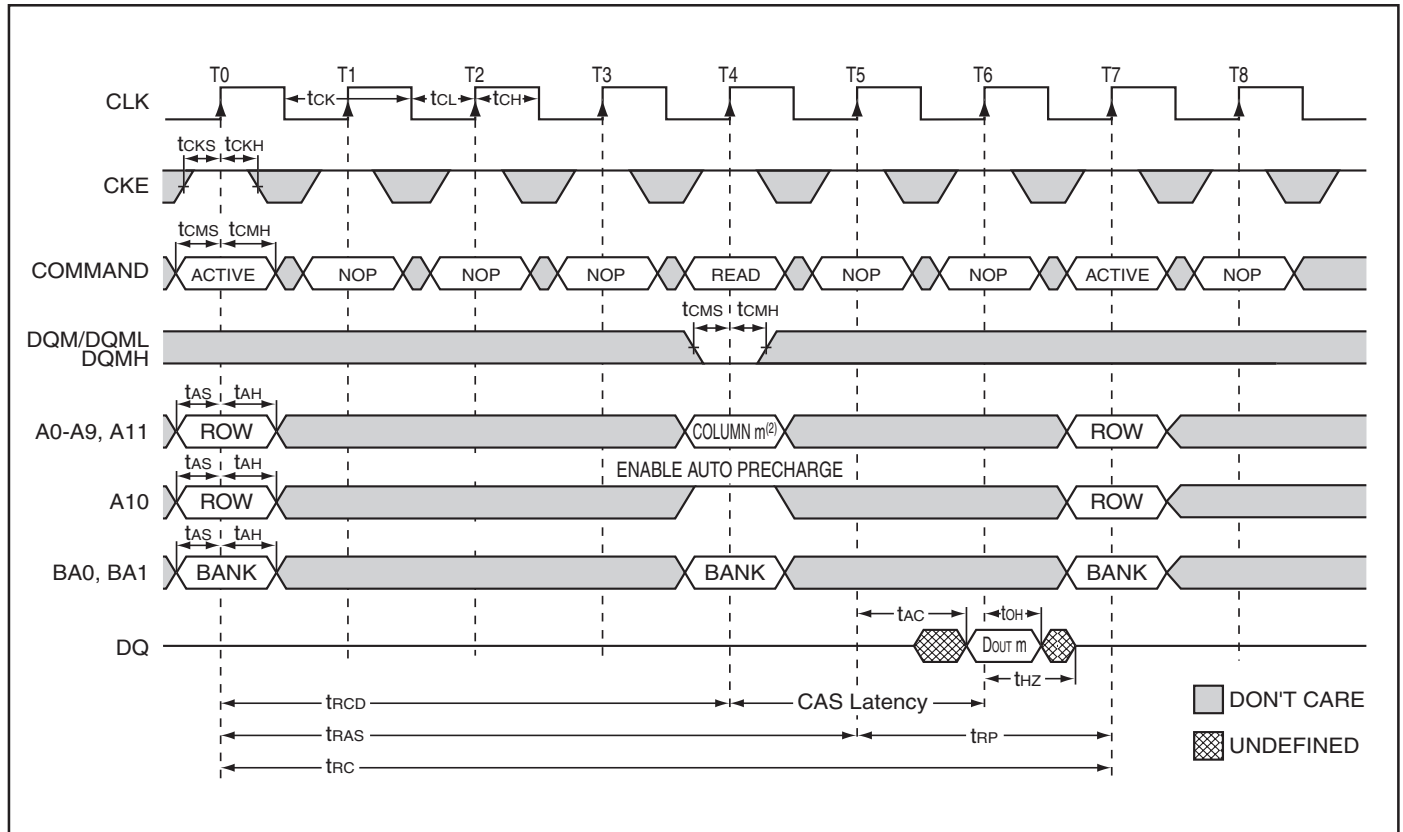 T0 T1 T2 T3 T4 T5 T6 T7 T8
CLK
tCK tCL tCH
tCKS tCKH
CKE
tCMS tCMH
COMMAND
ACTIVE NOP NOP NOP READ NOP NOP ACTIVE NOP
tCMS tCMH
DQM/DQML
DQMH
tAS tAH
A0-A9, A11
ROW COLUMN m(2) ROW
tAS tAH
ENABLE AUTO PRECHARGE
A10
ROW ROW
tAS tAH
BA0, BA1
BANK BANK BANK
tAC tOH
DQ
DOUT m
tHZ
tRCD CAS Latency
DON'T CARE
tRAS tRP
UNDEFINED
tRC